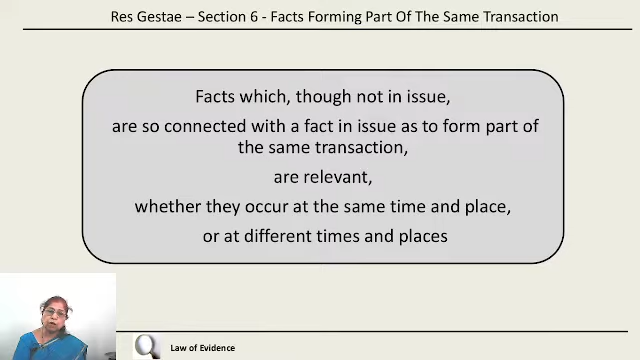 Res Gestae – Section 6 - Facts Forming Part Of The Same Transaction
Facts which, though not in issue,
are so connected with a fact in issue as to form part of
the same transaction,
are relevant,
whether they occur at the same time and place,
or at different times and places
Law of Evidence